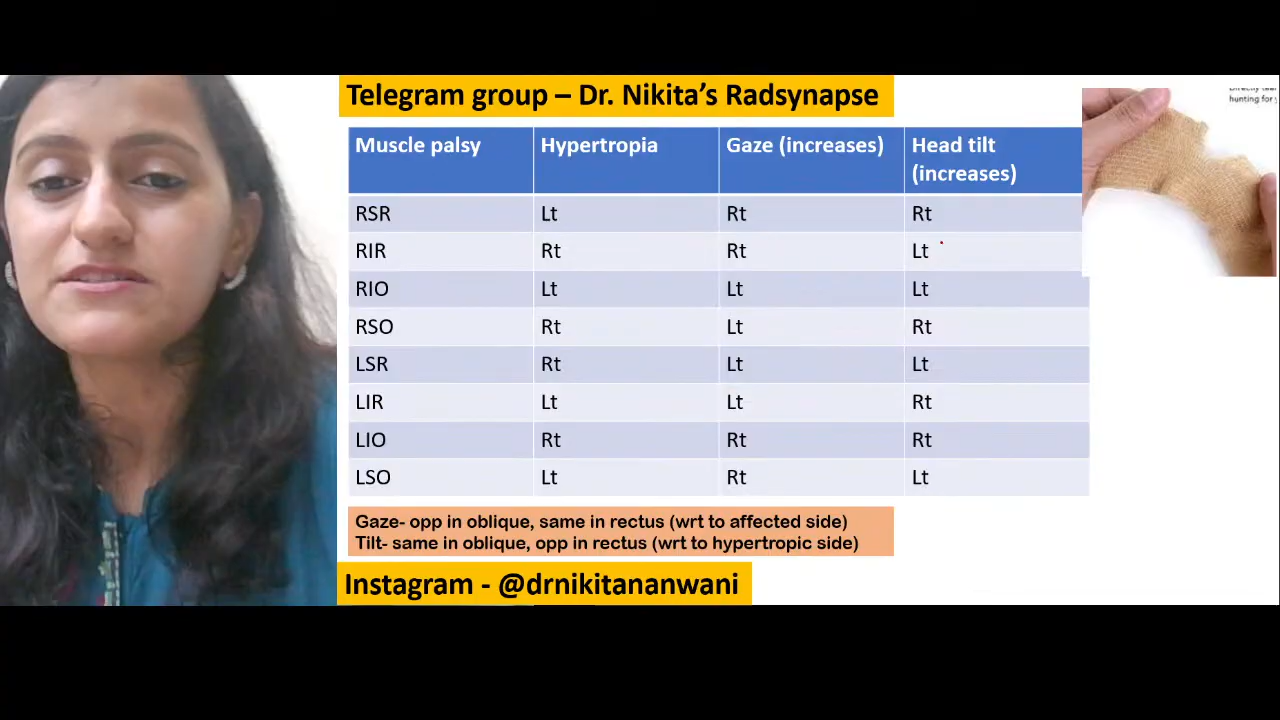 Telegram group – Dr. Nikita's Radsynapse
hunting for
Muscle palsy Hypertropia Gaze (increases) Head tilt
(increases)
RSR Lt Rt Rt
RIR Rt Rt Lt
RIO Lt Lt Lt
RSO Rt Lt Rt
LSR Rt Lt Lt
LIR Lt Lt Rt
LIO Rt Rt Rt
LSO Lt Rt Lt
Gaze- opp in oblique, same in rectus (wrt to affected side)
Tilt- same in oblique, opp in rectus (wrt to hypertropic side)
Instagram - @drnikitananwani